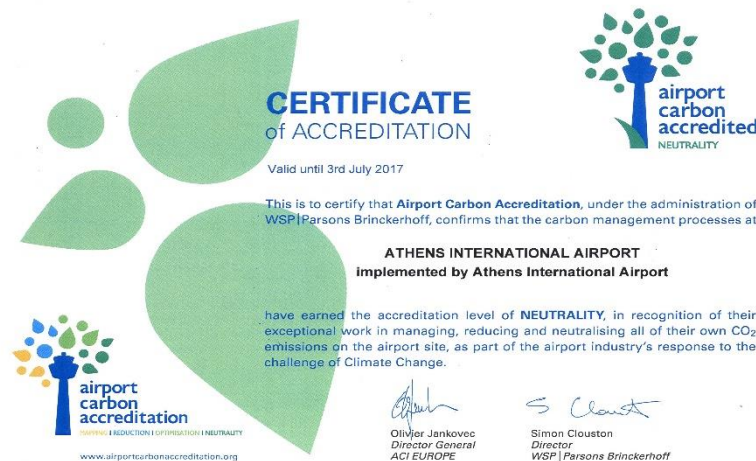 CERTIFICATE
of ACCREDITATION
airport
carbon
accredited
NEUTRALITY
Valid until 3rd July 2017
This is to certify that Airport Carbon Accreditation, under the administration of
WSP|Parsons Brinckerhoff, confirms that the carbon management processes at
ATHENS INTERNATIONAL AIRPORT
implemented by Athens International Airport
have earned the accreditation level of NEUTRALITY, in recognition of their
exceptional work in managing, reducing and neutralising all of their own CO₂
emissions on the airport site, as part of the airport industry's response to the
challenge of Climate Change.
airport
carbon
accreditation
MAPPING | REDUCTION | OPTIMISATION | NEUTRALITY
www.airportcarbonaccreditation.org
S Clouston
Olivier Jankovec
Director General
ACI EUROPE
Simon Clouston
Director
WSP | Parsons Brinckerhoff